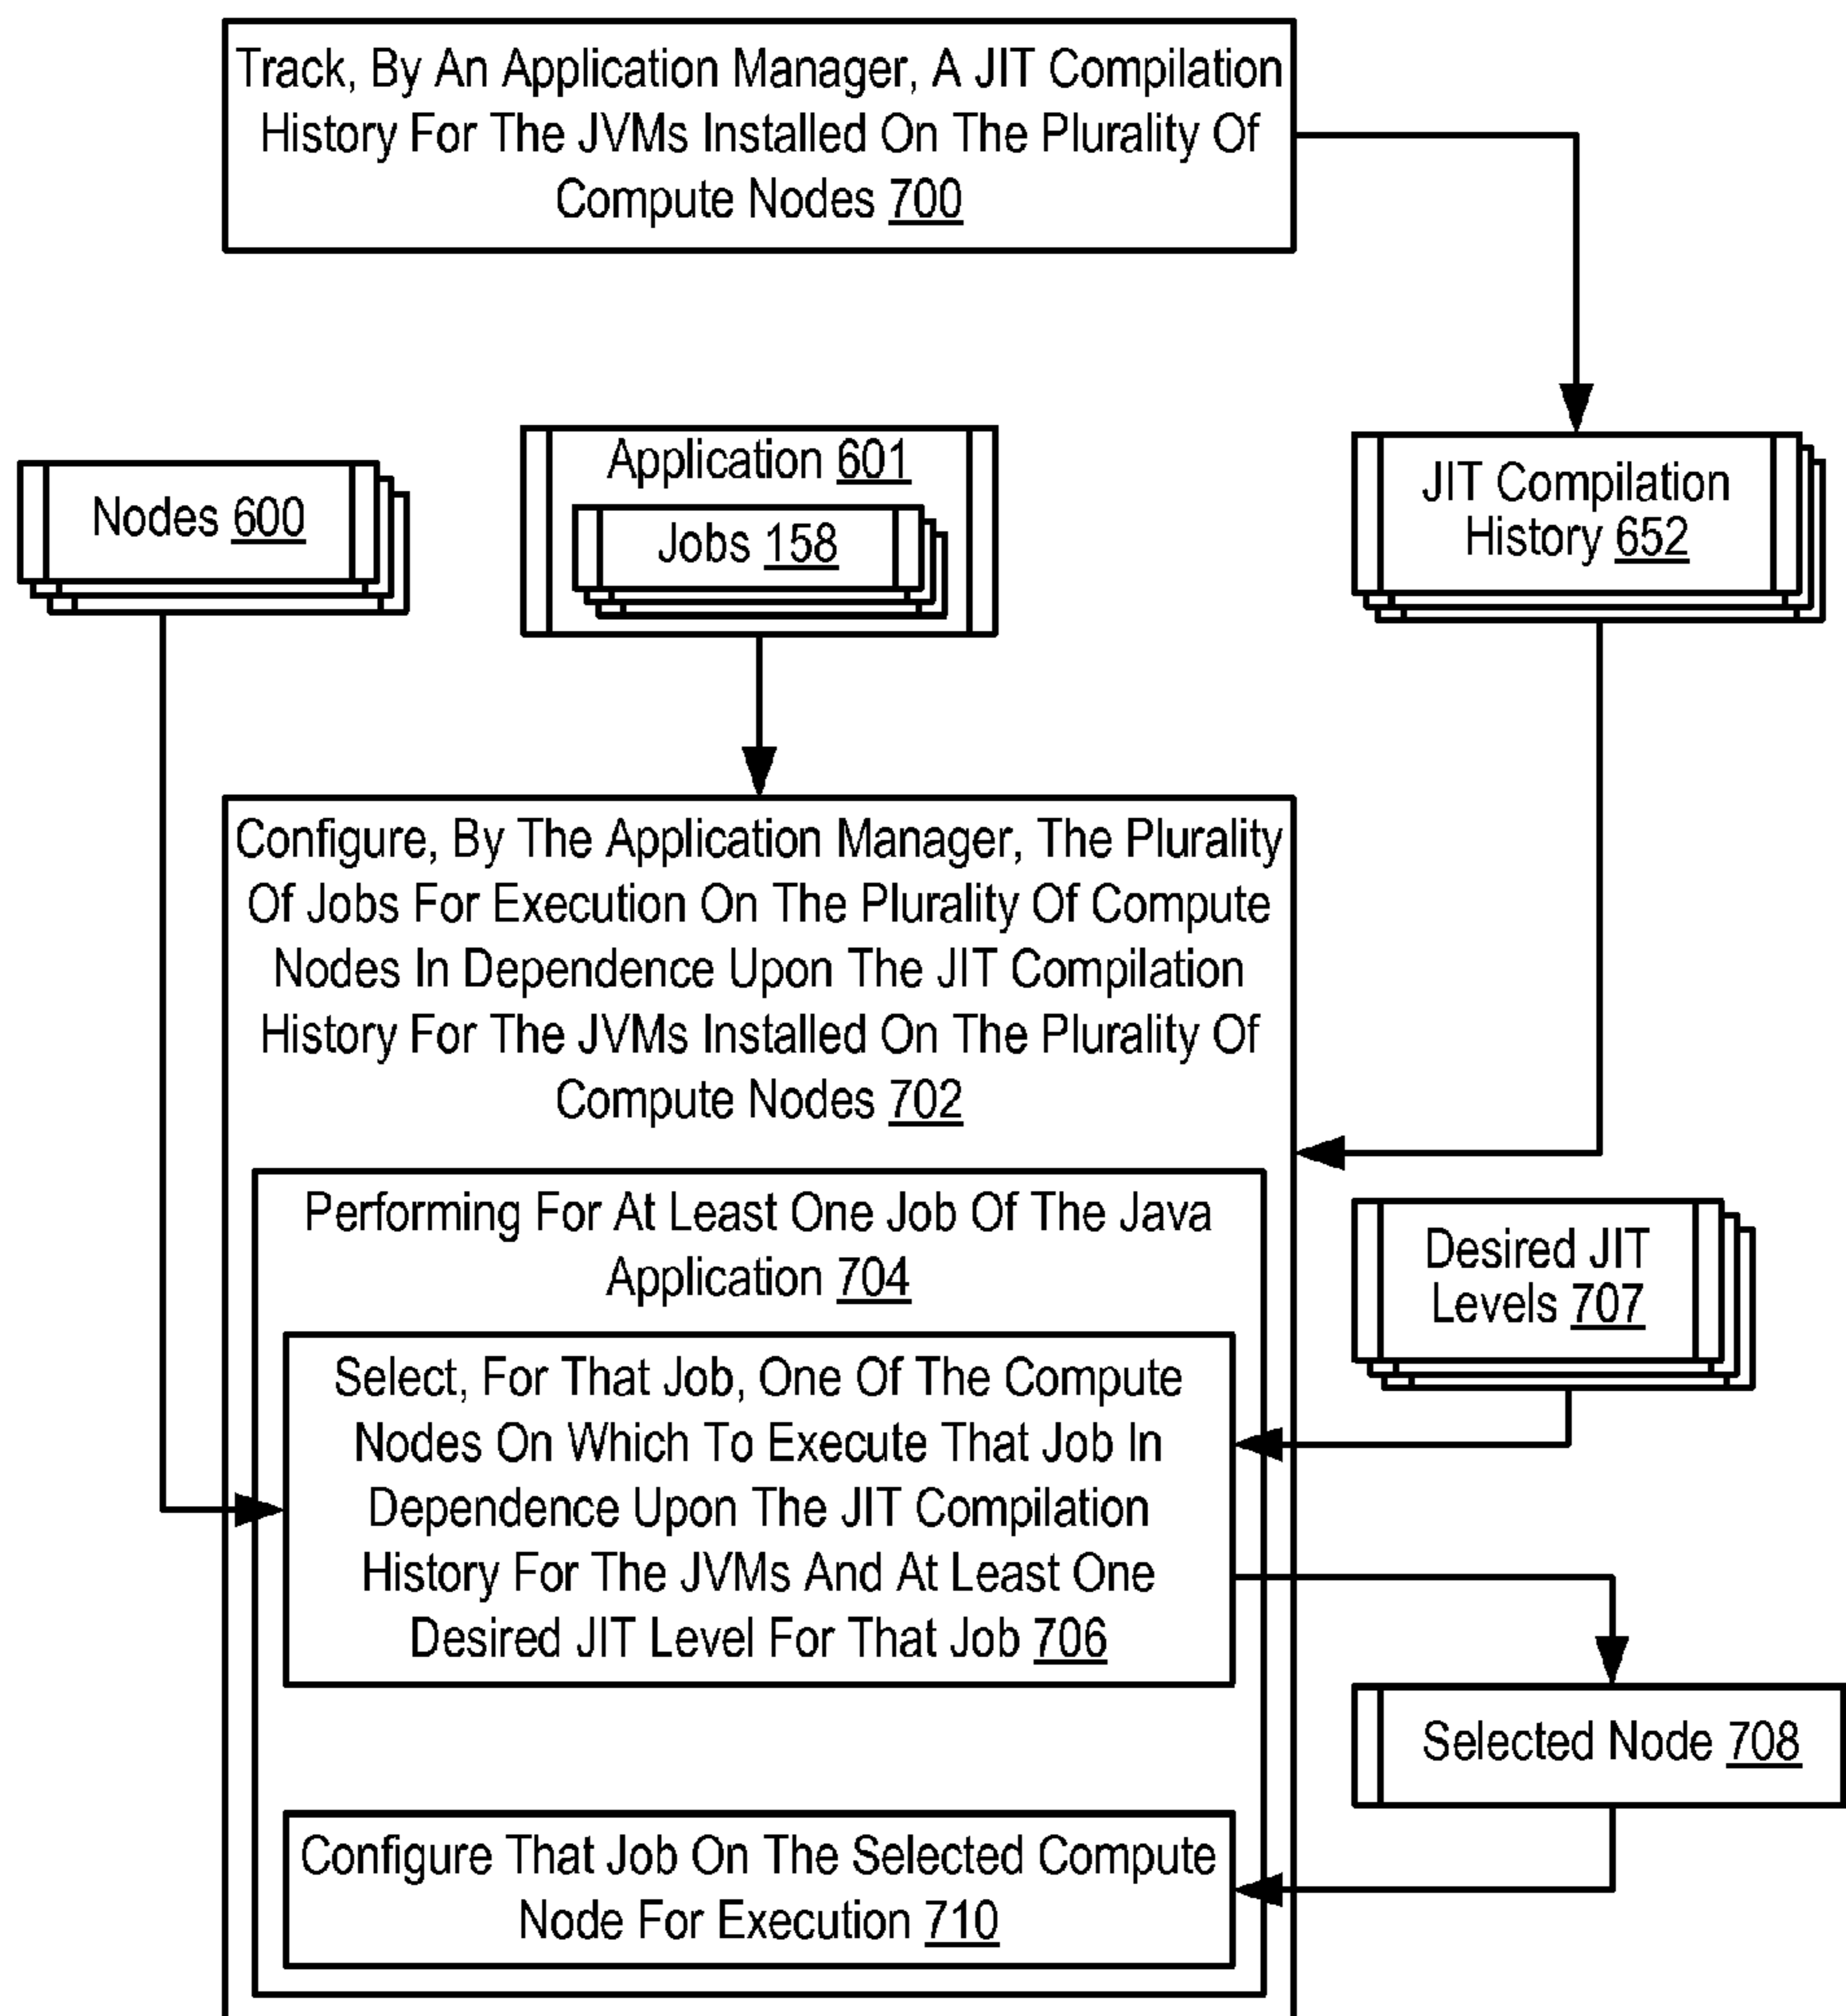 Track, By An Application Manager, A JIT Compilation
History For The JVMs Installed On The Plurality Of
Compute Nodes 700
Nodes 600
Application 601
Jobs 158
JIT Compilation
History 652
Configure, By The Application Manager, The Plurality
Of Jobs For Execution On The Plurality Of Compute
Nodes In Dependence Upon The JIT Compilation
History For The JVMs Installed On The Plurality Of
Compute Nodes 702
Performing For At Least One Job Of The Java
Application 704
Desired JIT
Levels 707
Select, For That Job, One Of The Compute
Nodes On Which To Execute That Job In
Dependence Upon The JIT Compilation
History For The JVMs And At Least One
Desired JIT Level For That Job 706
Selected Node 708
Configure That Job On The Selected Compute
Node For Execution 710